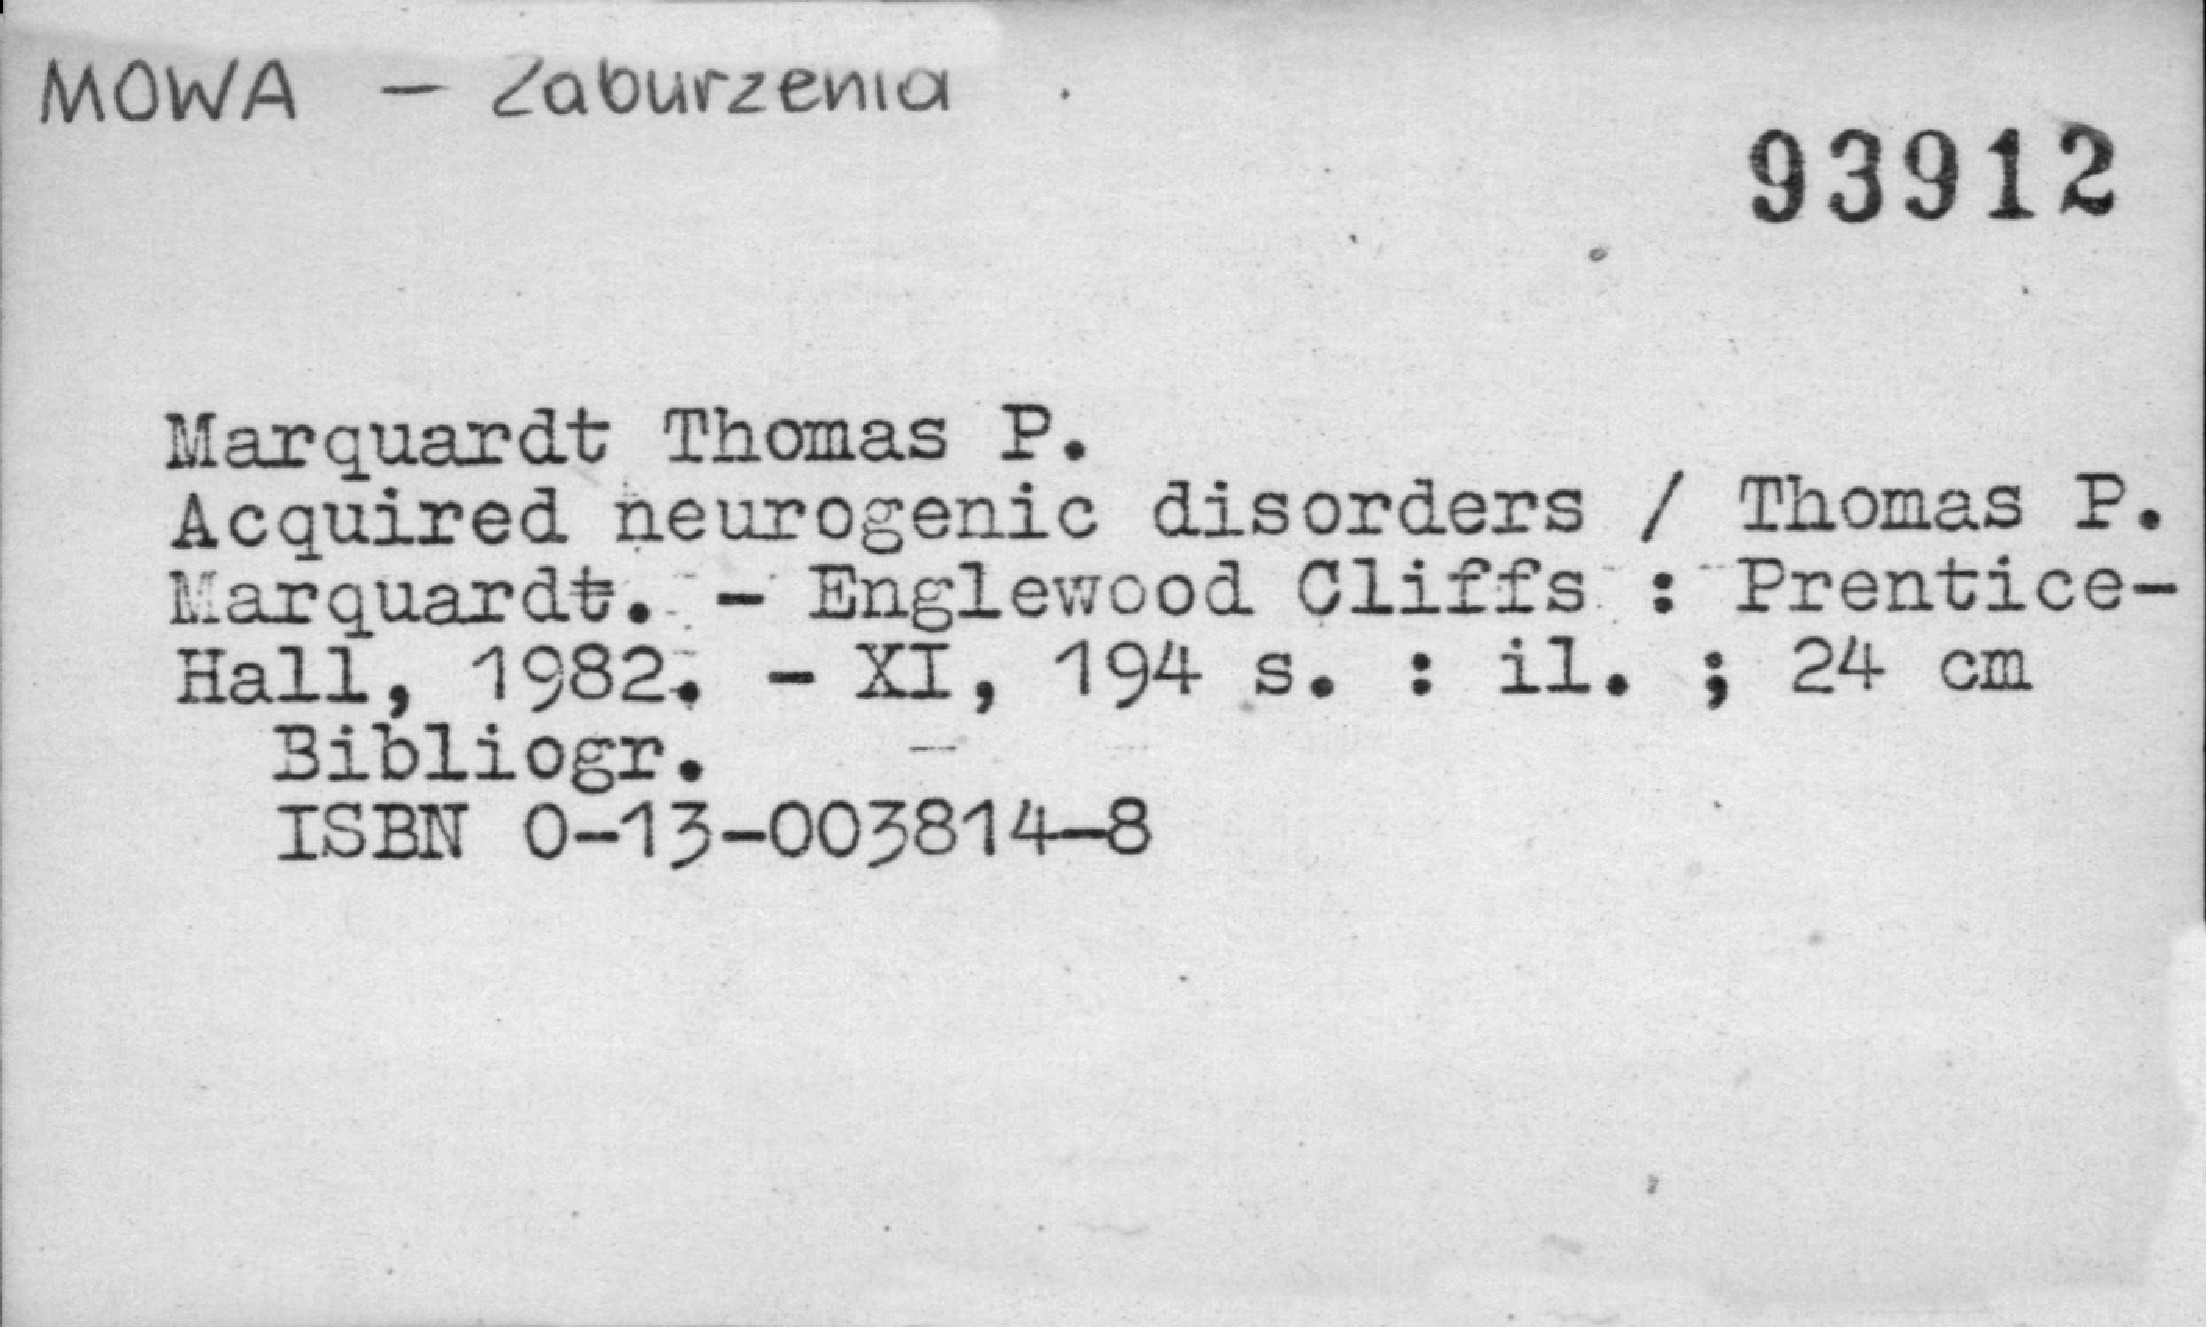 MOWA - Zaburzenia
93912
Marquardt Thomas P.
Acquired neurogenic disorders / Thomas P.
Marquardt. - Englewood Cliffs : Prentice-
Hall, 1982. - XI, 194 s. : il. ; 24 cm
Bibliogr.
ISBN 0-13-003814-8